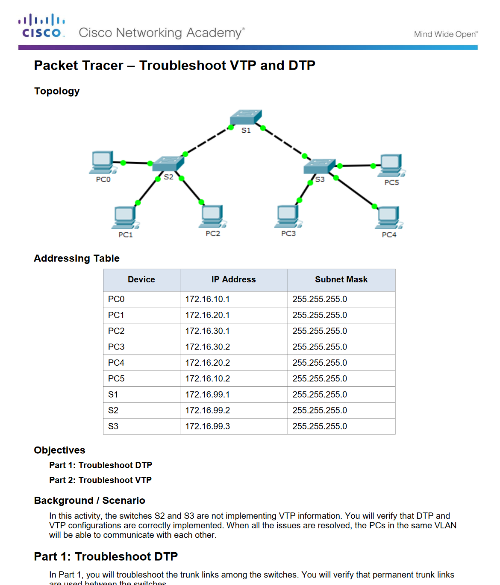 CISCO Cisco Networking Academy® Mind Wide Open®
Packet Tracer – Troubleshoot VTP and DTP
Topology
S1
PC0 S2 S3 PC5
PC1 PC2 PC3 PC4
Addressing Table
Device IP Address Subnet Mask
PC0 172.16.10.1 255.255.255.0
PC1 172.16.20.1 255.255.255.0
PC2 172.16.30.1 255.255.255.0
PC3 172.16.30.2 255.255.255.0
PC4 172.16.20.2 255.255.255.0
PC5 172.16.10.2 255.255.255.0
S1 172.16.99.1 255.255.255.0
S2 172.16.99.2 255.255.255.0
S3 172.16.99.3 255.255.255.0
Objectives
Part 1: Troubleshoot DTP
Part 2: Troubleshoot VTP
Background / Scenario
In this activity, the switches S2 and S3 are not implementing VTP information. You will verify that DTP and
VTP configurations are correctly implemented. When all the issues are resolved, the PCs in the same VLAN
will be able to communicate with each other.
Part 1: Troubleshoot DTP
In Part 1, you will troubleshoot the trunk links among the switches. You will verify that permanent trunk links
are used between the switches